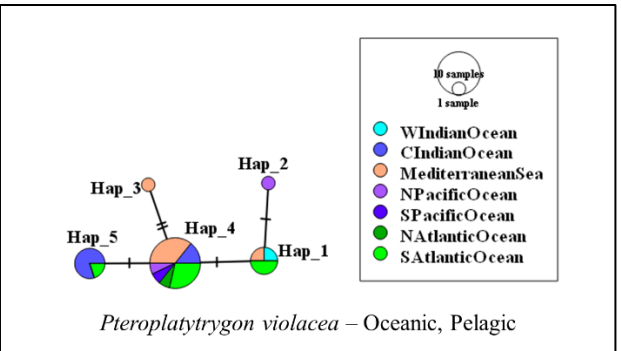 10 samples
1 sample
WIndianOcean
CIndianOcean
MediterraneanSea
NPacificOcean
SPacificOcean
NAtlanticOcean
SAtlanticOcean
Hap_2
Hap_3
Hap_4
Hap_5
Hap_1
Pteroplatytrygon violacea – Oceanic, Pelagic